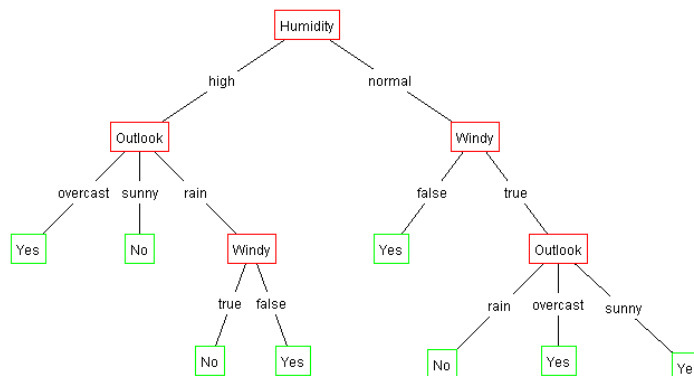 Humidity
high normal
Outlook Windy
overcast sunny rain false true
Yes No Windy Yes Outlook
true false rain overcast sunny
No Yes No Yes